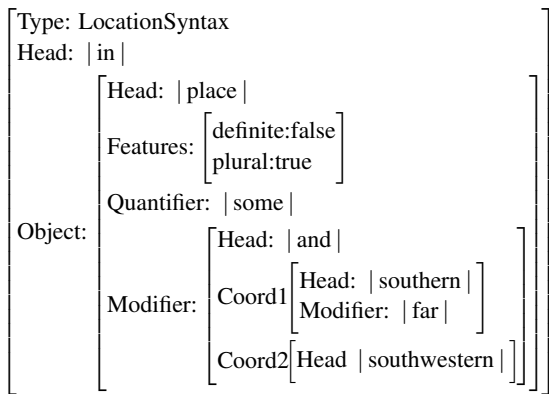 Type: LocationSyntax
Head: | in |
Object:
Head: | place |
Features:
definite:false
plural:true
Quantifier: | some |
Modifier:
Head: | and |
Coord1
Head: | southern |
Modifier: | far |
Coord2
Head | southwestern |